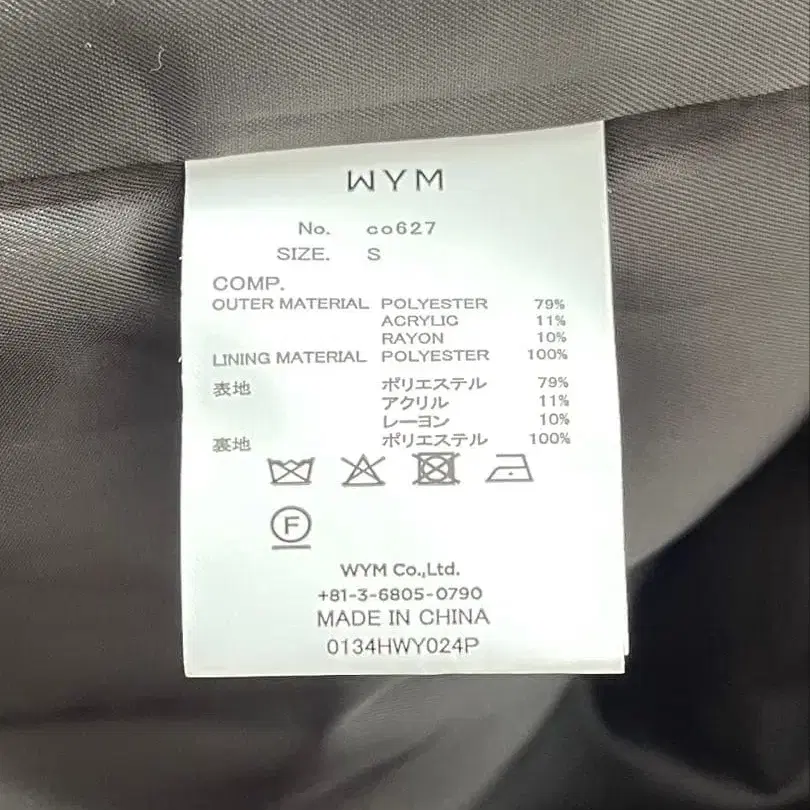 WYM
No. co627
SIZE. S
COMP.
OUTER MATERIAL POLYESTER 79%
ACRYLIC 11%
RAYON 10%
LINING MATERIAL POLYESTER 100%
表地 ポリエステル 79%
アクリル 11%
レーヨン 10%
裏地 ポリエステル 100%
F
WYM Co.,Ltd.
+81-3-6805-0790
MADE IN CHINA
0134HWY024P